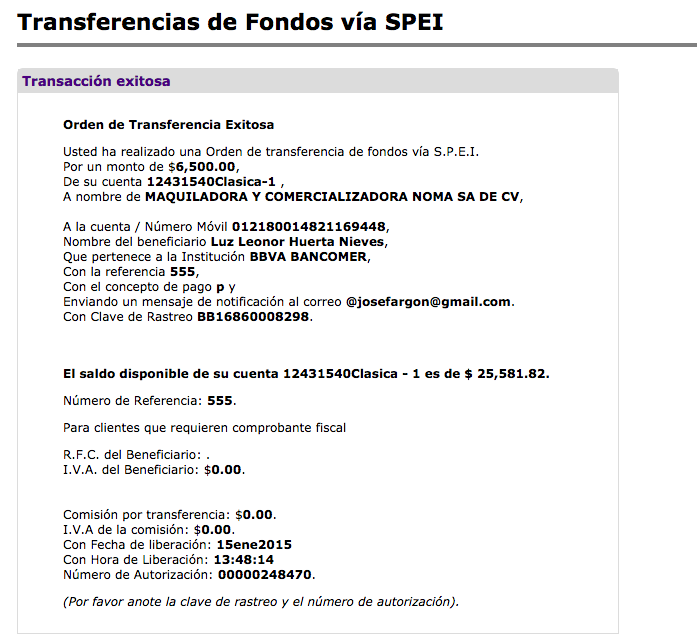 Transferencias de Fondos vía SPEI
Transacción exitosa
Orden de Transferencia Exitosa
Usted ha realizado una Orden de transferencia de fondos vía S.P.E.I.
Por un monto de $6,500.00,
De su cuenta 12431540Clasica-1 ,
A nombre de MAQUILADORA Y COMERCIALIZADORA NOMA SA DE CV,
A la cuenta / Número Móvil 012180014821169448,
Nombre del beneficiario Luz Leonor Huerta Nieves,
Que pertenece a la Institución BBVA BANCOMER,
Con la referencia 555,
Con el concepto de pago p y
Enviando un mensaje de notificación al correo @josefargon@gmail.com.
Con Clave de Rastreo BB16860008298.
El saldo disponible de su cuenta 12431540Clasica - 1 es de $ 25,581.82.
Número de Referencia: 555.
Para clientes que requieren comprobante fiscal
R.F.C. del Beneficiario: .
I.V.A. del Beneficiario: $0.00.
Comisión por transferencia: $0.00.
I.V.A de la comisión: $0.00.
Con Fecha de liberación: 15ene2015
Con Hora de Liberación: 13:48:14
Número de Autorización: 00000248470.
(Por favor anote la clave de rastreo y el número de autorización).